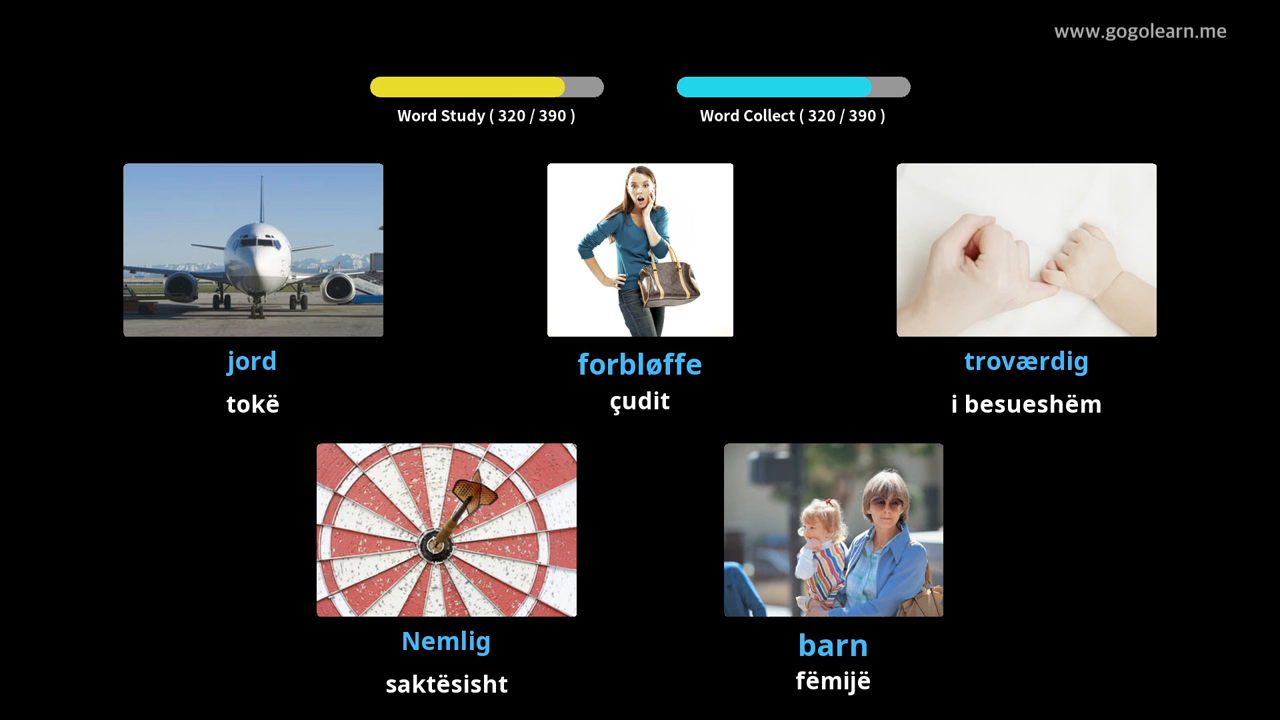 www.gogolearn.me
Word Study ( 320 / 390 )
Word Collect ( 320 / 390 )
jord
tokë
forbløffe
çudit
troværdig
i besueshëm
Nemlig
saktësisht
barn
fëmijë